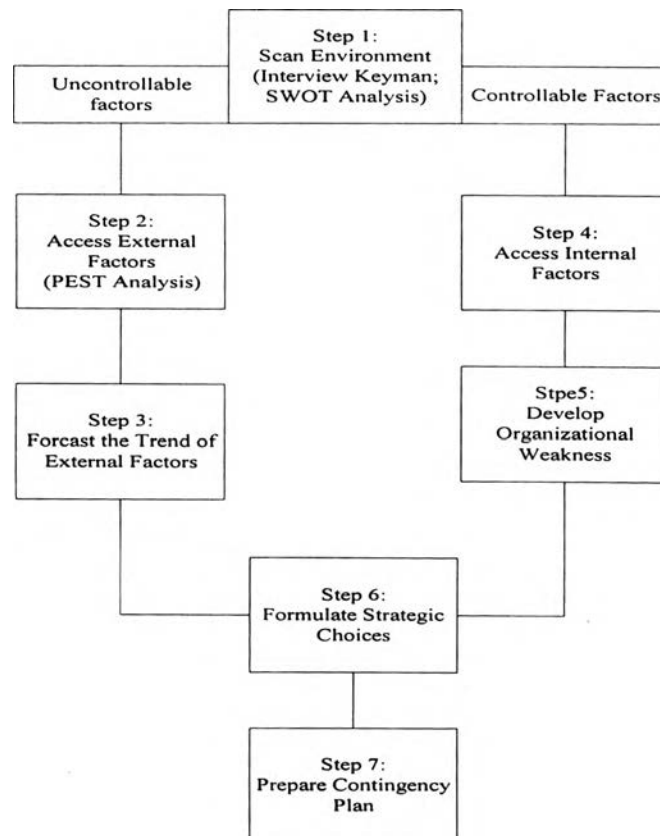 Step 1:
Scan Environment
(Interview Keyman;
SWOT Analysis)
Uncontrollable
factors
Controllable Factors
Step 2:
Access External
Factors
(PEST Analysis)
Step 4:
Access Internal
Factors
Step 3:
Forcast the Trend of
External Factors
Stpe5:
Develop
Organizational
Weakness
Step 6:
Formulate Strategic
Choices
Step 7:
Prepare Contingency
Plan